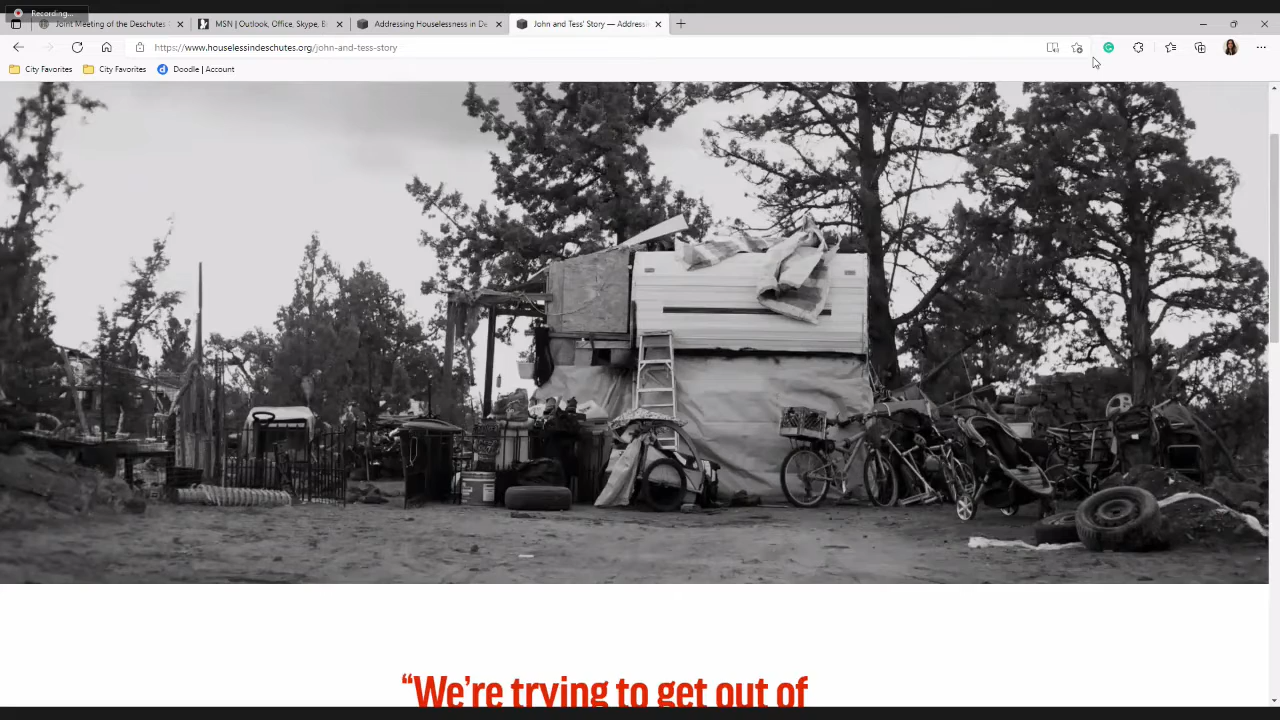 Recording...
Joint Meeting of the Deschutes
MSN | Outlook, Office, Skype, B
Addressing Houselessness in De
John and Tess' Story — Address
https://www.houselessindeschutes.org/john-and-tess-story
City Favorites
City Favorites
Doodle | Account
“We’re trying to get out of